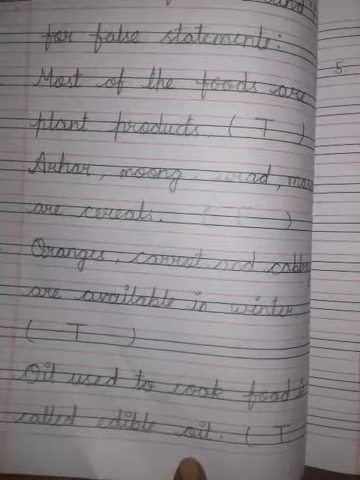 for false statements:
Most of the foods are
5.
plant products. ( T )
Arhar, moong, urad,
are cereals. ( F )
Oranges, carrot and cabb
are available in winter.
( T )
Oil used to cook food is
called edible oil. ( T